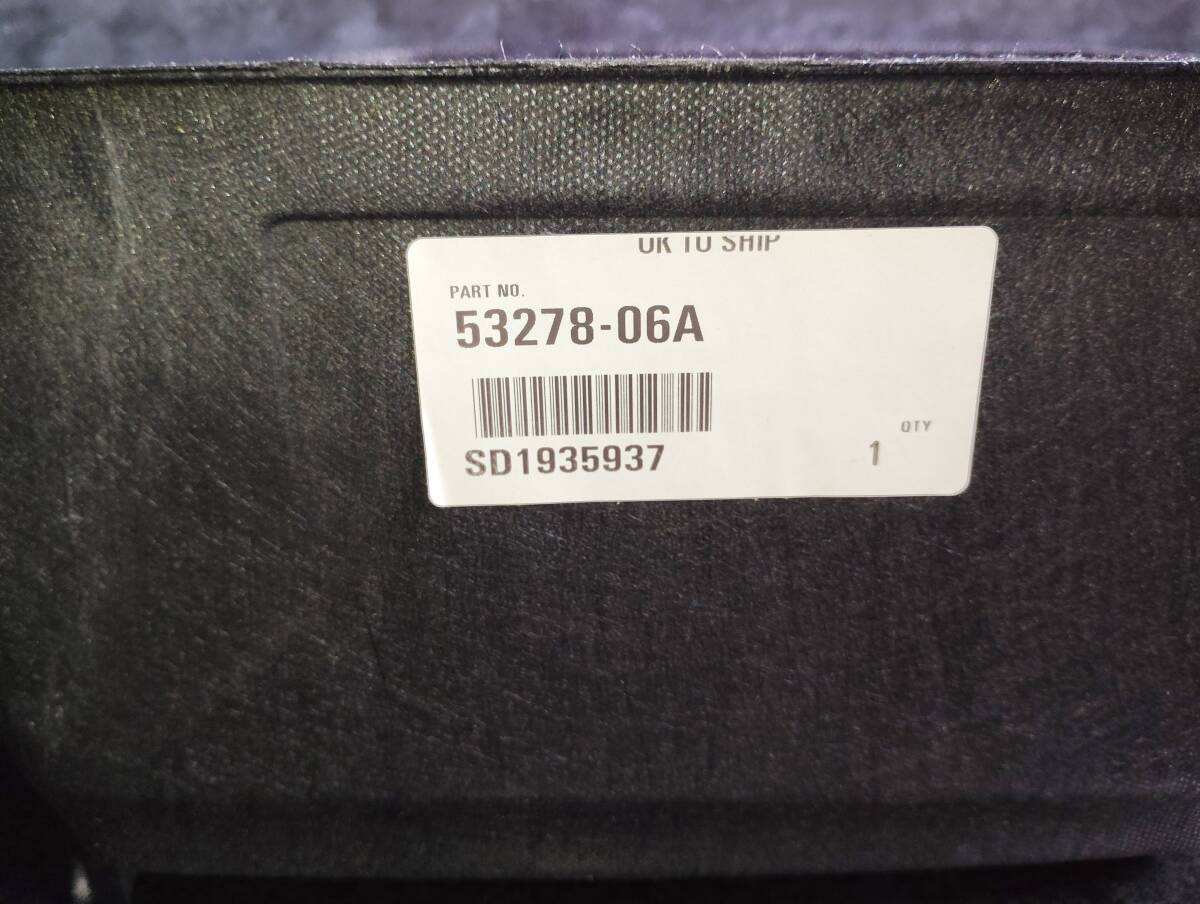 OK TO SHIP
PART NO.
53278-06A
SD1935937
QTY
1